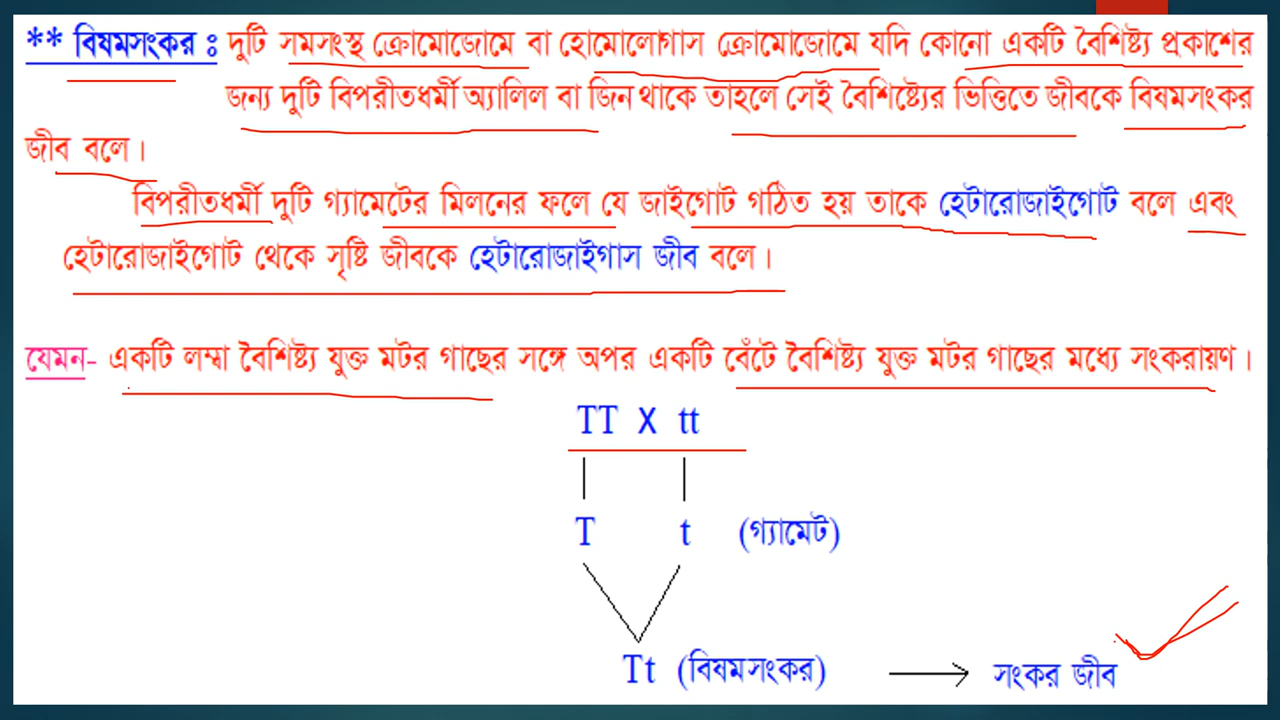 ** বিষমসংকর : দুটি সমসংস্থ ক্রোমোজোমে বা হোমোলোগাস ক্রোমোজোমে যদি কোনো একটি বৈশিষ্ট্য প্রকাশের
জন্য দুটি বিপরীতধর্মী অ্যালিল বা জিন থাকে তাহলে সেই বৈশিষ্ট্যের ভিত্তিতে জীবকে বিষমসংকর
জীব বলে।
বিপরীতধর্মী দুটি গ্যামেটের মিলনের ফলে যে জাইগোট গঠিত হয় তাকে হেটারোজাইগোট বলে এবং
হেটারোজাইগোট থেকে সৃষ্টি জীবকে হেটারোজাইগাস জীব বলে।
যেমন- একটি লম্বা বৈশিষ্ট্য যুক্ত মটর গাছের সঙ্গে অপর একটি বেঁটে বৈশিষ্ট্য যুক্ত মটর গাছের মধ্যে সংকরায়ণ।
TT X tt
T t (গ্যামেট)
Tt (বিষমসংকর) → সংকর জীব